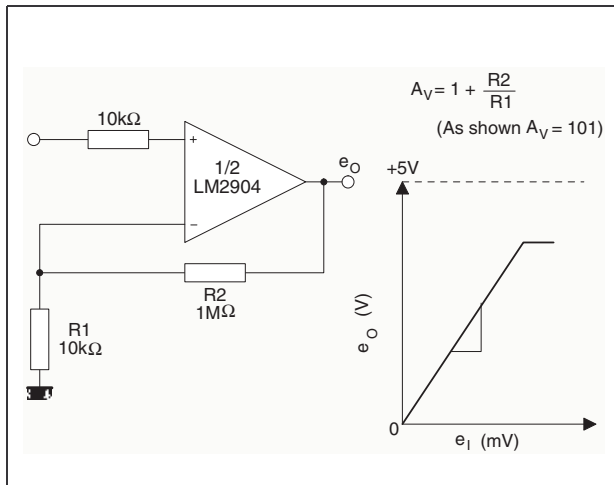 A_V = 1 + R2/R1
(As shown A_V = 101)
10kΩ
+
1/2
LM2904
−
e_O
R2
1MΩ
R1
10kΩ
+5V
e_O (V)
0
e_I (mV)